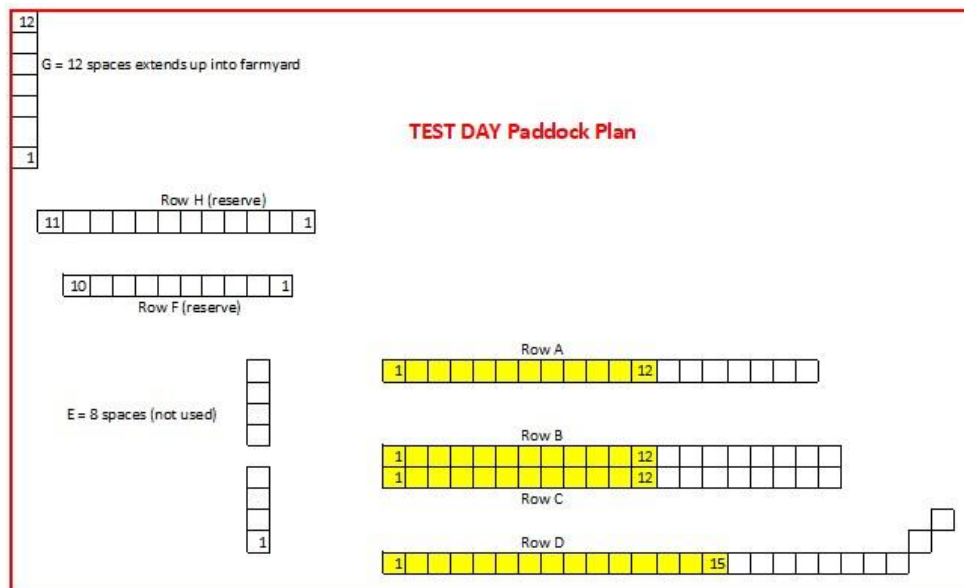 12
G = 12 spaces extends up into farmyard
TEST DAY Paddock Plan
1
Row H (reserve)
11 1
10 1
Row F (reserve)
Row A
1 12
E = 8 spaces (not used)
Row B
1 12
1 12
Row C
1
Row D
1 15